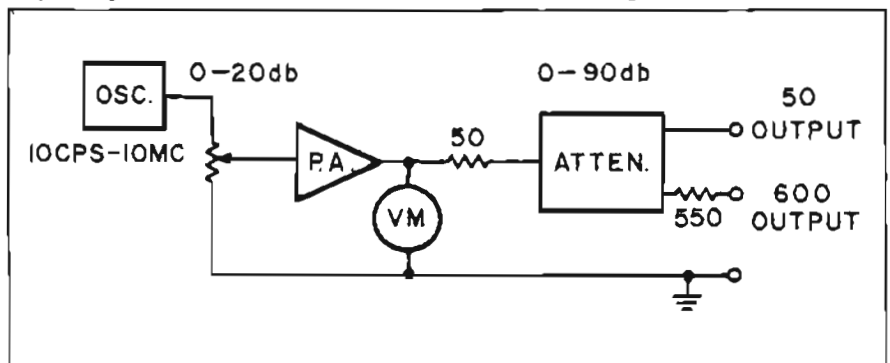 0-20db
0-90db
OSC.
50
OUTPUT
50
10CPS-10MC
P.A.
ATTEN.
VM
550
600
OUTPUT